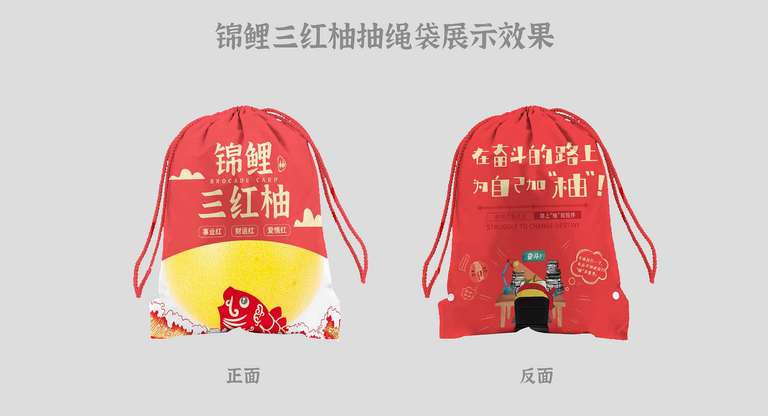 锦鲤三红柚抽绳袋展示效果
锦鲤
BROKADE CARP
三红柚
事业红 财运红 爱情红
在奋斗的路上
为自己加“柚”!
STRUGGLE TO CHANGE DESTINY
奋斗!
正面
反面